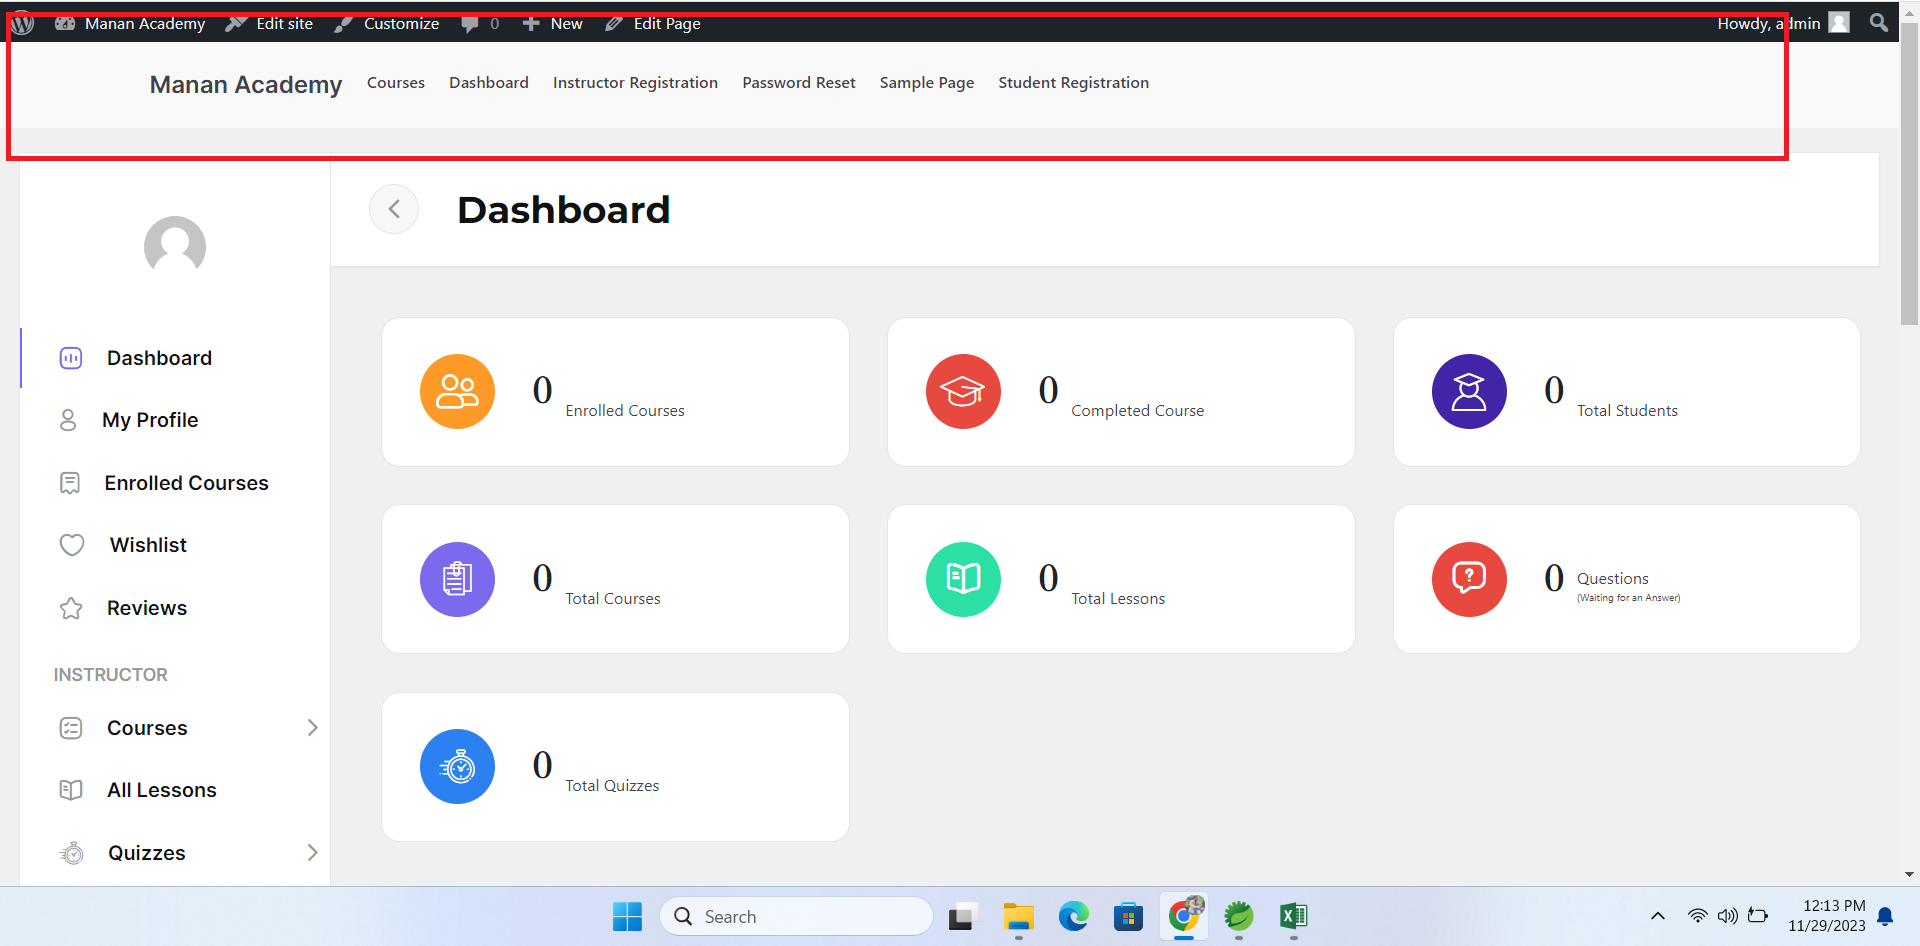 Manan Academy Edit site Customize 0 New Edit Page Howdy, admin
Manan Academy Courses Dashboard Instructor Registration Password Reset Sample Page Student Registration
Dashboard
Dashboard
My Profile
Enrolled Courses
Wishlist
Reviews
INSTRUCTOR
Courses
All Lessons
Quizzes
0 Enrolled Courses
0 Completed Course
0 Total Students
0 Total Courses
0 Total Lessons
0 Questions
(Waiting for an Answer)
0 Total Quizzes
Search
12:13 PM
11/29/2023